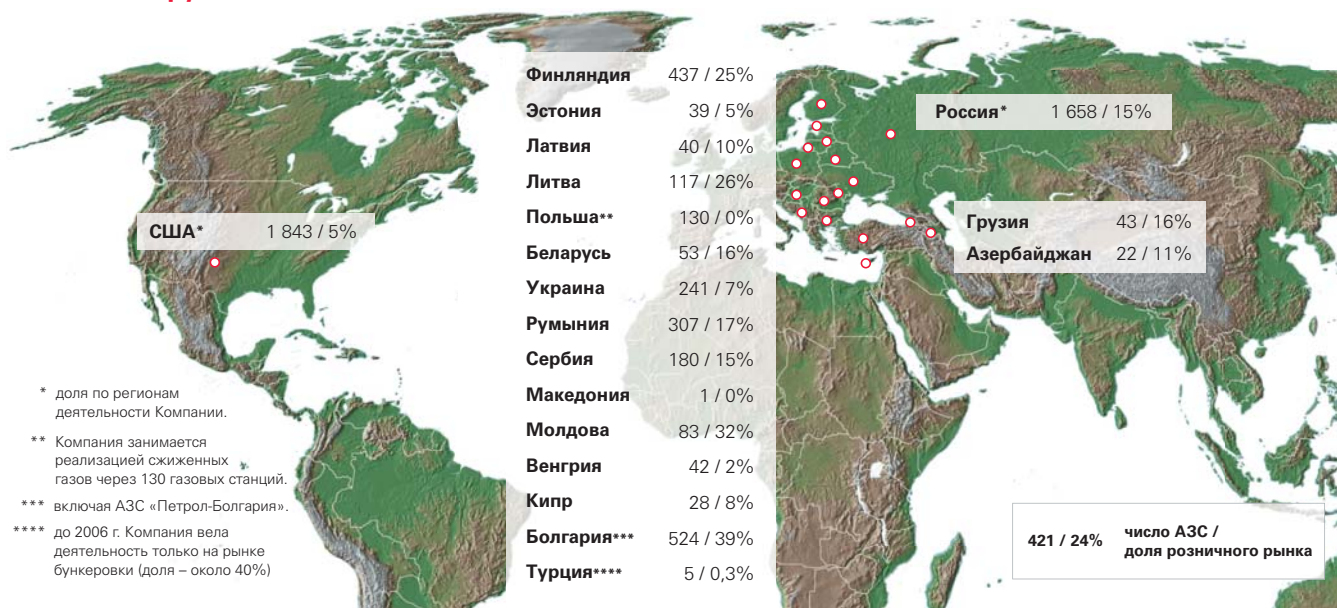 Финляндия 437 / 25%
Эстония 39 / 5%
Латвия 40 / 10%
Литва 117 / 26%
Польша** 130 / 0%
Беларусь 53 / 16%
Украина 241 / 7%
Румыния 307 / 17%
Сербия 180 / 15%
Македония 1 / 0%
Молдова 83 / 32%
Венгрия 42 / 2%
Кипр 28 / 8%
Болгария*** 524 / 39%
Турция**** 5 / 0,3%
Россия* 1 658 / 15%
Грузия 43 / 16%
Азербайджан 22 / 11%
США* 1 843 / 5%
* доля по регионам
деятельности Компании.
** Компания занимается
реализацией сжиженных
газов через 130 газовых станций.
*** включая АЗС «Петрол-Болгария».
**** до 2006 г. Компания вела
деятельность только на рынке
бункеровки (доля – около 40%)
421 / 24% число АЗС /
доля розничного рынка